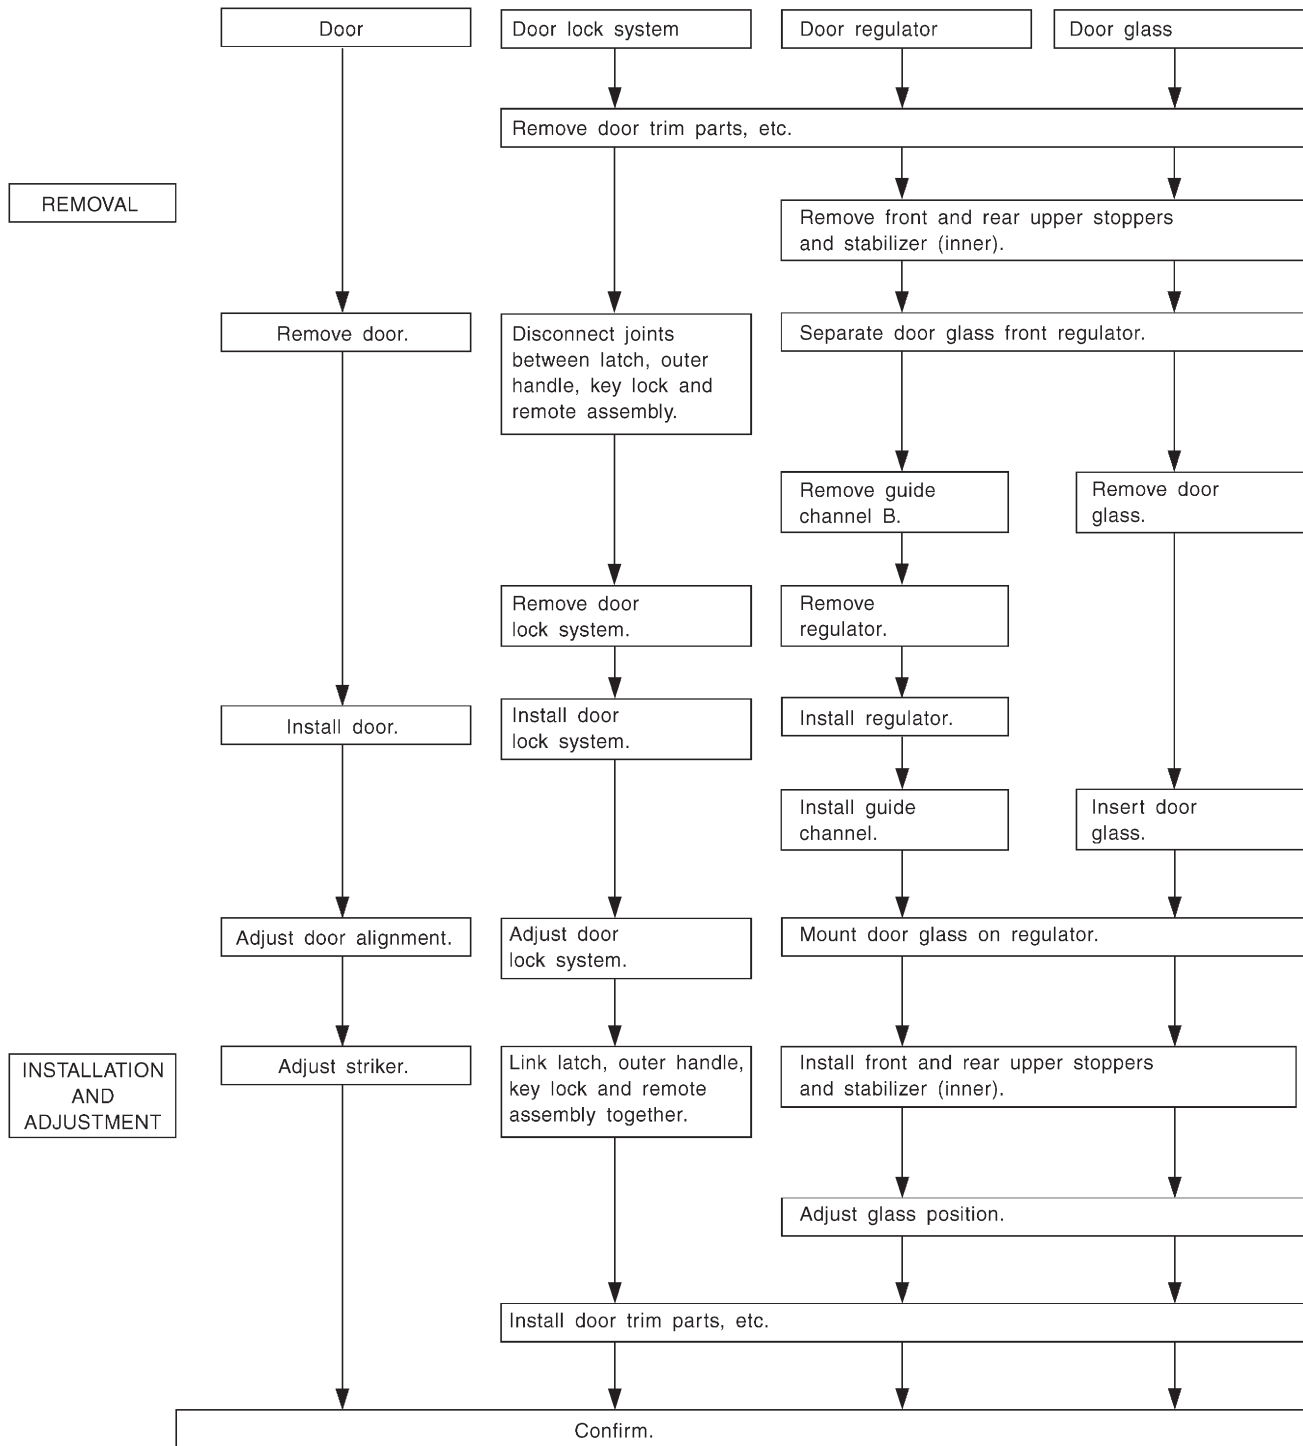 Door
Door lock system
Door regulator
Door glass
Remove door trim parts, etc.
REMOVAL
Remove front and rear upper stoppers
and stabilizer (inner).
Remove door.
Disconnect joints
between latch, outer
handle, key lock and
remote assembly.
Separate door glass front regulator.
Remove guide
channel B.
Remove door
glass.
Remove door
lock system.
Remove
regulator.
Install door.
Install door
lock system.
Install regulator.
Install guide
channel.
Insert door
glass.
Adjust door alignment.
Adjust door
lock system.
Mount door glass on regulator.
INSTALLATION
AND
ADJUSTMENT
Adjust striker.
Link latch, outer handle,
key lock and remote
assembly together.
Install front and rear upper stoppers
and stabilizer (inner).
Adjust glass position.
Install door trim parts, etc.
Confirm.